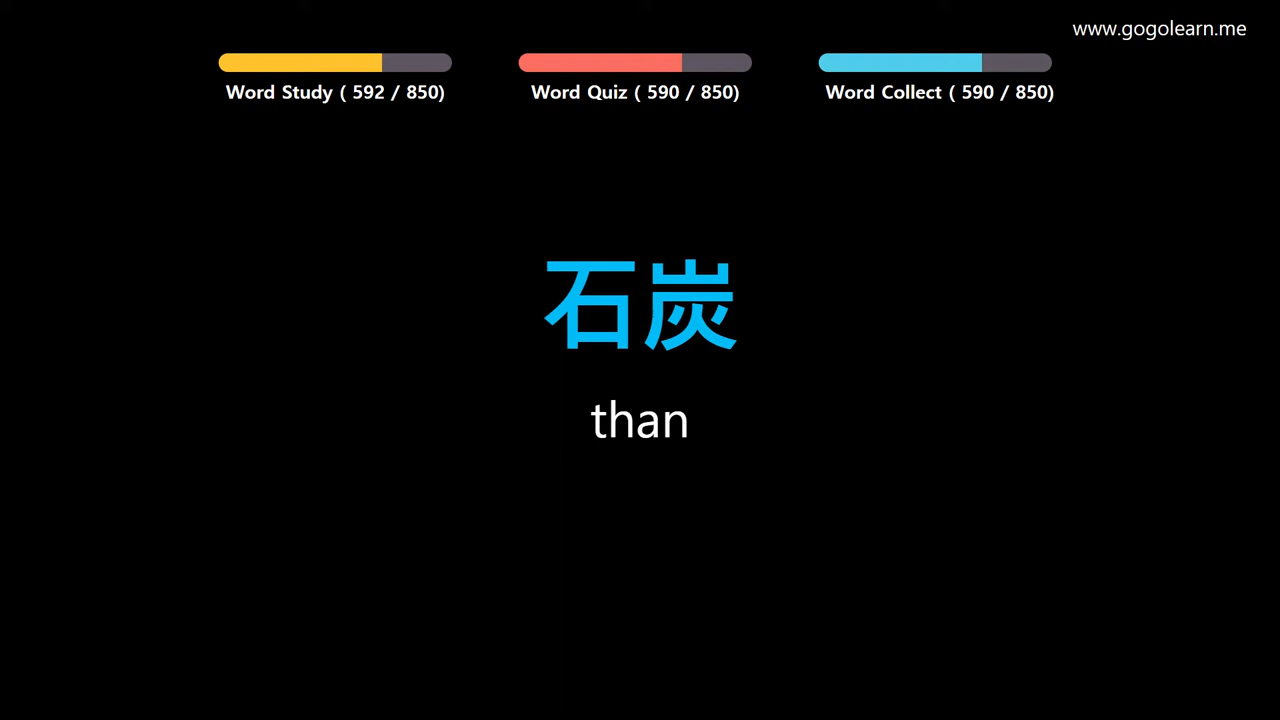 www.gogolearn.me
Word Study ( 592 / 850)
Word Quiz ( 590 / 850)
Word Collect ( 590 / 850)
石炭
than